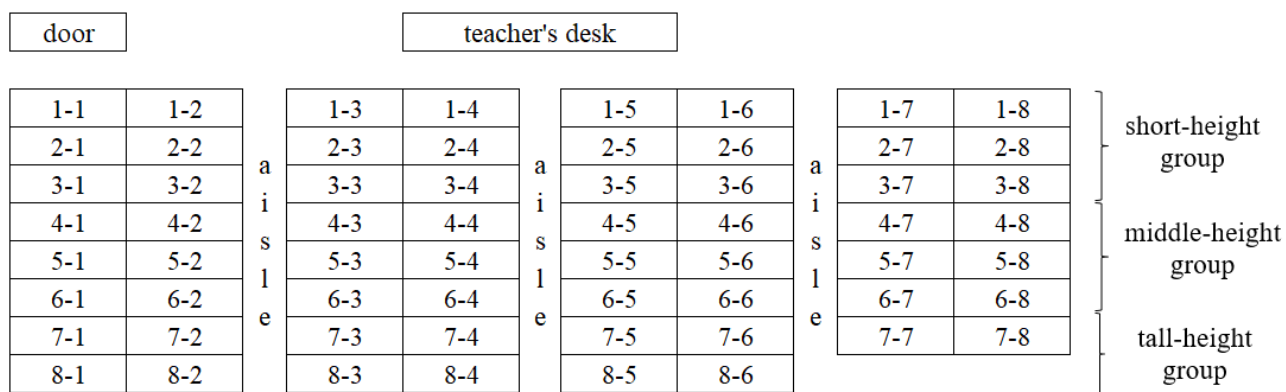 door teacher's desk
1-1 1-2 1-3 1-4 1-5 1-6 1-7 1-8
2-1 2-2 2-3 2-4 2-5 2-6 2-7 2-8
3-1 3-2 3-3 3-4 3-5 3-6 3-7 3-8
4-1 4-2 4-3 4-4 4-5 4-6 4-7 4-8
5-1 5-2 5-3 5-4 5-5 5-6 5-7 5-8
6-1 6-2 6-3 6-4 6-5 6-6 6-7 6-8
7-1 7-2 7-3 7-4 7-5 7-6 7-7 7-8
8-1 8-2 8-3 8-4 8-5 8-6
aisle
aisle
aisle
short-height
group
middle-height
group
tall-height
group